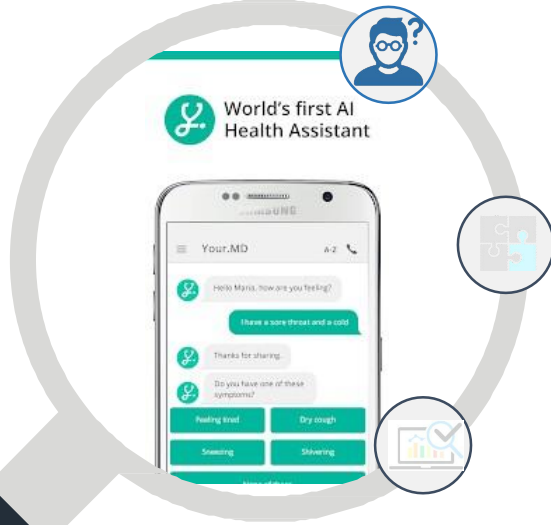 World's first AI
Health Assistant
SAMSUNG
Your.MD
A-Z
Hello Maria, how are you feeling?
I have a sore throat and a cold
Thanks for sharing.
Do you have one of these
symptoms?
Feeling tired
Dry cough
Sneezing
Shivering